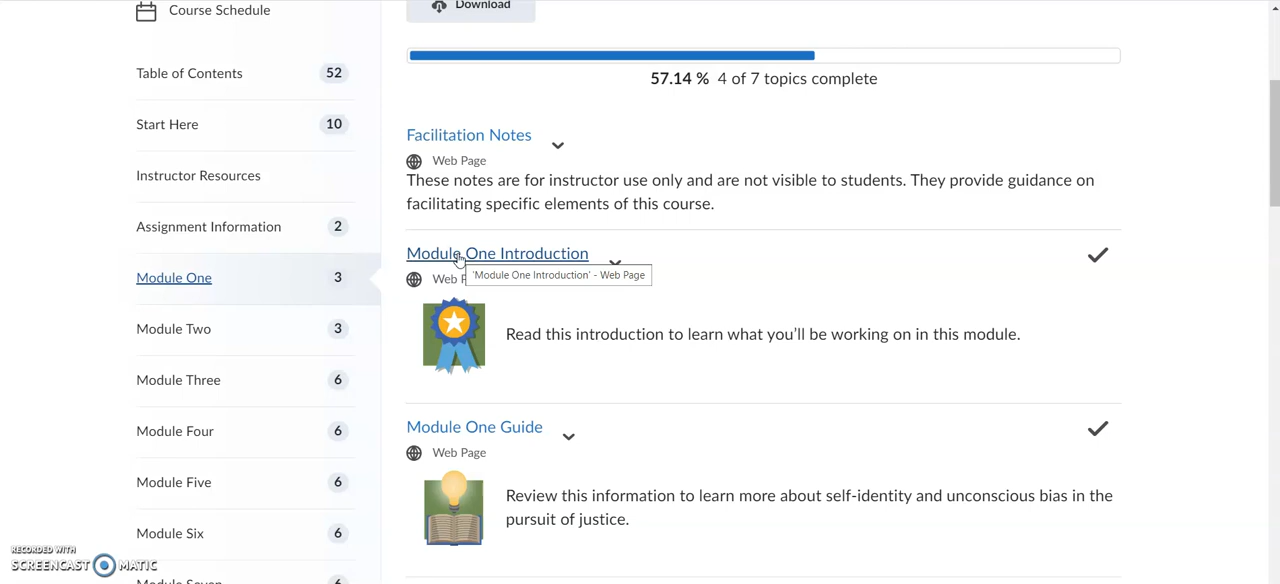 Course Schedule
Table of Contents 52
Start Here 10
Instructor Resources
Assignment Information 2
Module One 3
Module Two 3
Module Three 6
Module Four 6
Module Five 6
Module Six 6
Module Seven 6
Download
57.14 % 4 of 7 topics complete
Facilitation Notes
Web Page
These notes are for instructor use only and are not visible to students. They provide guidance on
facilitating specific elements of this course.
Module One Introduction
Web P
'Module One Introduction' - Web Page
Read this introduction to learn what you’ll be working on in this module.
Module One Guide
Web Page
Review this information to learn more about self-identity and unconscious bias in the
pursuit of justice.
RECORDED WITH
SCREENCAST MATIC